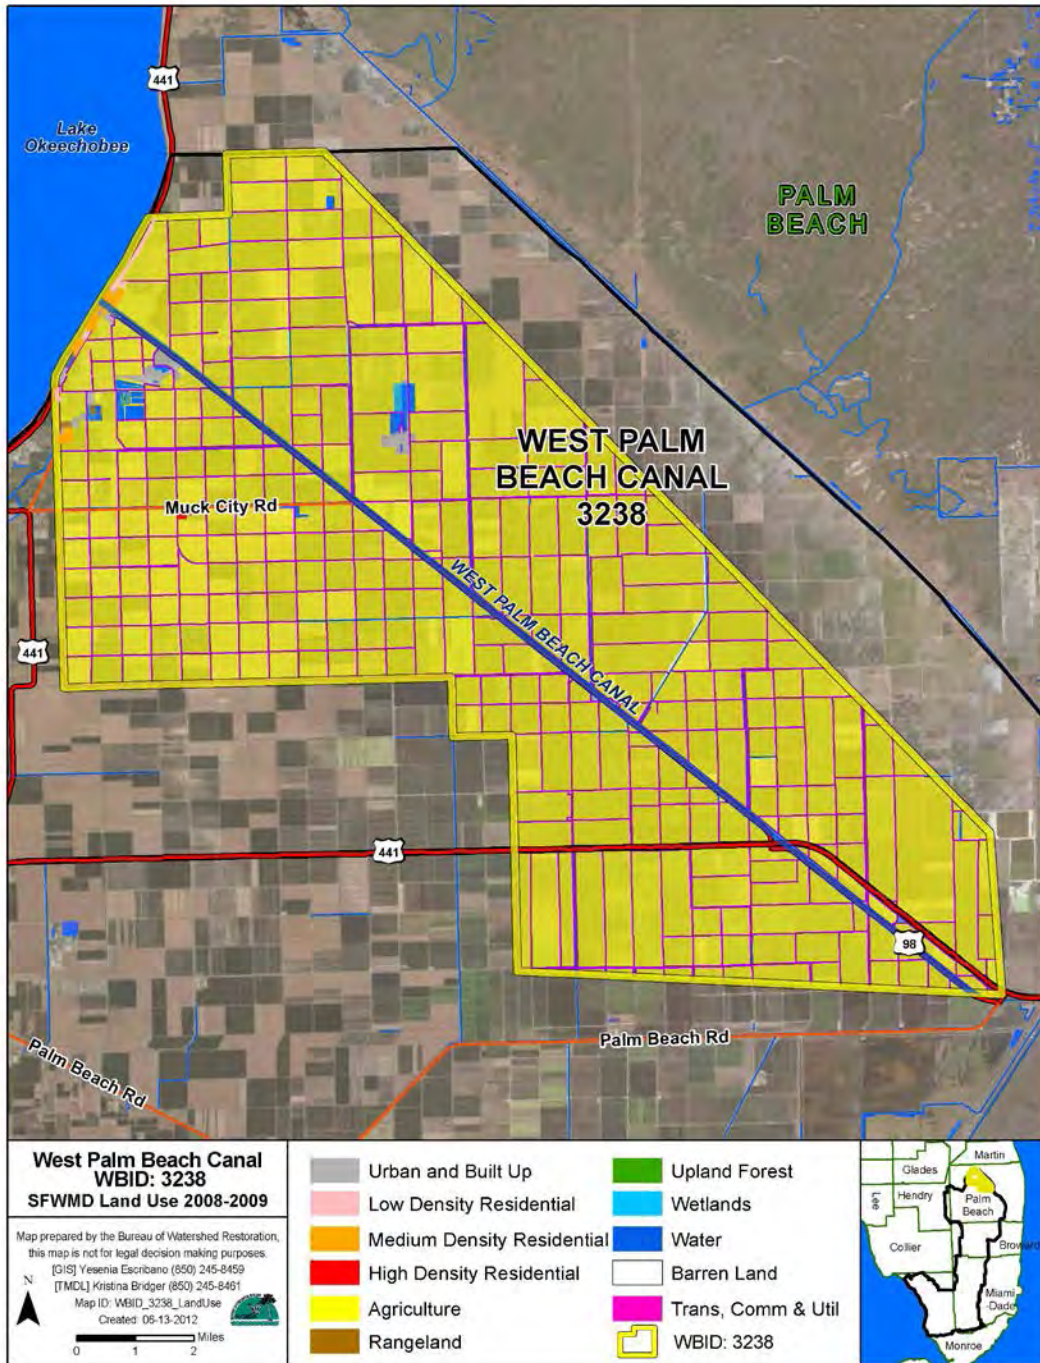 441
Lake
Okeechobee
PALM
BEACH
WEST PALM
BEACH CANAL
3238
Muck City Rd
WEST PALM BEACH CANAL
441
441
98
Palm Beach Rd
Palm Beach Rd
West Palm Beach Canal
WBID: 3238
SFWMD Land Use 2008-2009
Map prepared by the Bureau of Watershed Restoration,
this map is not for legal decision making purposes.
[GIS] Yesenia Escribano (850) 245-8459
[TMDL] Kristina Bridger (850) 245-8461
Map ID: WBID_3238_LandUse
Created: 06-13-2012
N
Miles
0 1 2
Urban and Built Up
Low Density Residential
Medium Density Residential
High Density Residential
Agriculture
Rangeland
Upland Forest
Wetlands
Water
Barren Land
Trans, Comm & Util
WBID: 3238
Martin
Glades
Lee
Hendry
Palm
Beach
Collier
Broward
Miami
-Dade
Monroe